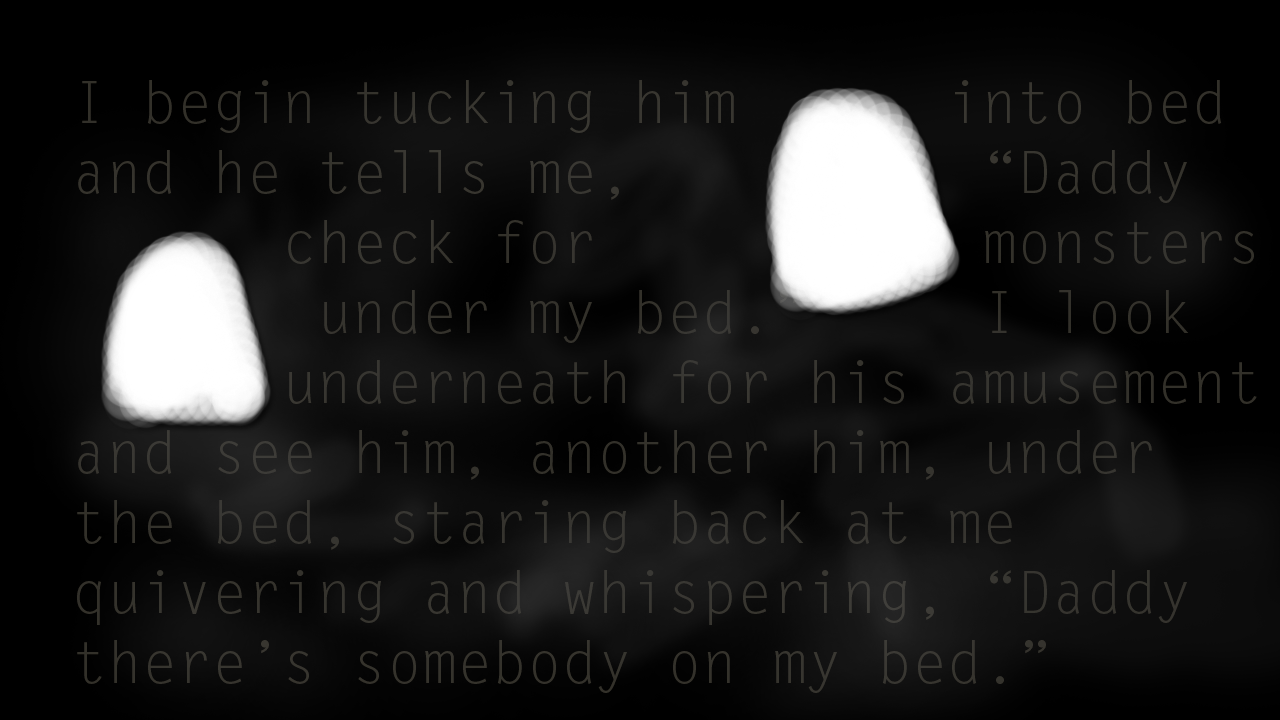 I begin tucking him into bed
and he tells me, “Daddy
check for monsters
under my bed. I look
underneath for his amusement
and see him, another him, under
the bed, staring back at me
quivering and whispering, “Daddy
there’s somebody on my bed.”